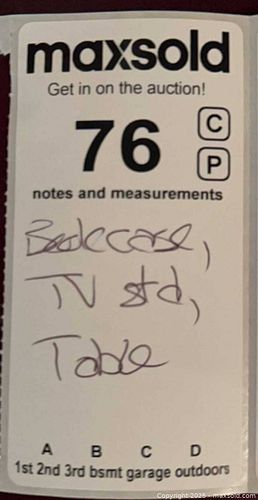 maxsold
Get in on the auction!
76
C
P
notes and measurements
Bookcase,
TV std,
Table
A B C D
1st 2nd 3rd bsmt garage outdoors
Copyright 2025 - maxsold.com